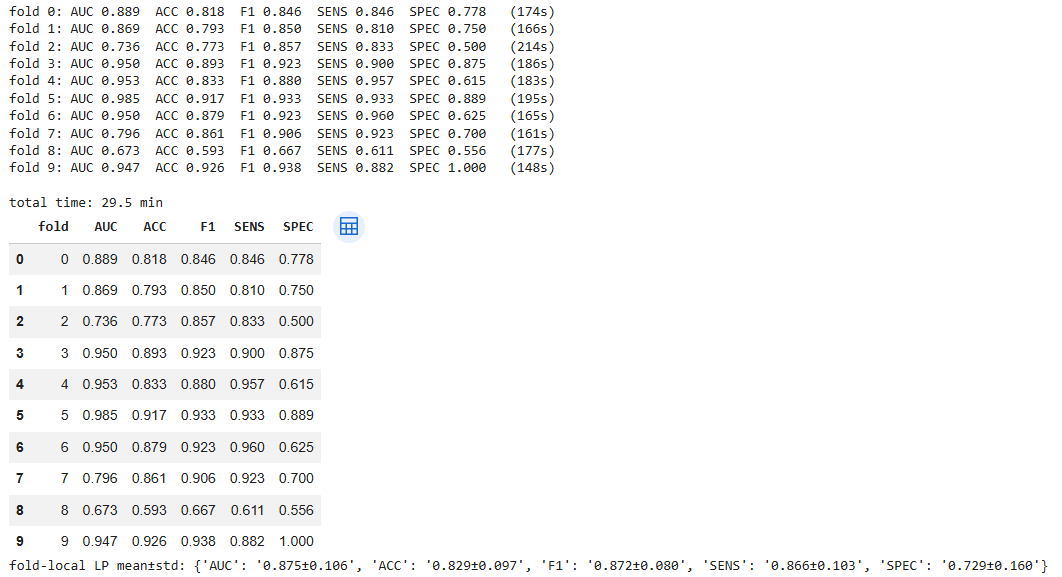 fold 0: AUC 0.889  ACC 0.818  F1 0.846  SENS 0.846  SPEC 0.778   (174s)
fold 1: AUC 0.869  ACC 0.793  F1 0.850  SENS 0.810  SPEC 0.750   (166s)
fold 2: AUC 0.736  ACC 0.773  F1 0.857  SENS 0.833  SPEC 0.500   (214s)
fold 3: AUC 0.950  ACC 0.893  F1 0.923  SENS 0.900  SPEC 0.875   (186s)
fold 4: AUC 0.953  ACC 0.833  F1 0.880  SENS 0.957  SPEC 0.615   (183s)
fold 5: AUC 0.985  ACC 0.917  F1 0.933  SENS 0.933  SPEC 0.889   (195s)
fold 6: AUC 0.950  ACC 0.879  F1 0.923  SENS 0.960  SPEC 0.625   (165s)
fold 7: AUC 0.796  ACC 0.861  F1 0.906  SENS 0.923  SPEC 0.700   (161s)
fold 8: AUC 0.673  ACC 0.593  F1 0.667  SENS 0.611  SPEC 0.556   (177s)
fold 9: AUC 0.947  ACC 0.926  F1 0.938  SENS 0.882  SPEC 1.000   (148s)
total time: 29.5 min
fold AUC ACC F1 SENS SPEC
0 0 0.889 0.818 0.846 0.846 0.778
1 1 0.869 0.793 0.850 0.810 0.750
2 2 0.736 0.773 0.857 0.833 0.500
3 3 0.950 0.893 0.923 0.900 0.875
4 4 0.953 0.833 0.880 0.957 0.615
5 5 0.985 0.917 0.933 0.933 0.889
6 6 0.950 0.879 0.923 0.960 0.625
7 7 0.796 0.861 0.906 0.923 0.700
8 8 0.673 0.593 0.667 0.611 0.556
9 9 0.947 0.926 0.938 0.882 1.000
fold-local LP mean±std: {'AUC': '0.875±0.106', 'ACC': '0.829±0.097', 'F1': '0.872±0.080', 'SENS': '0.866±0.103', 'SPEC': '0.729±0.160'}